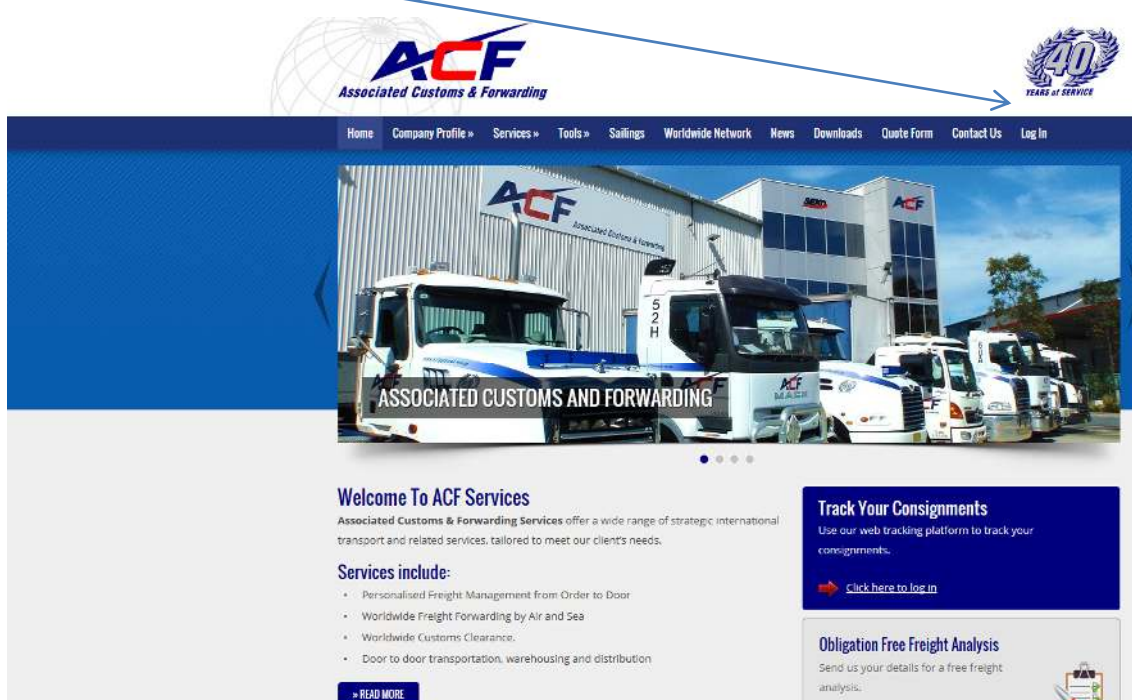 ACF
Associated Customs & Forwarding
40
YEARS of SERVICE
Home Company Profile » Services » Tools » Sailings Worldwide Network News Downloads Quote Form Contact Us Log In
ACF
Associated Customs & Forwarding
ACF
52H
ACF
ACF
ACF
MACK
ASSOCIATED CUSTOMS AND FORWARDING
Welcome To ACF Services
Associated Customs & Forwarding Services offer a wide range of strategic international
transport and related services, tailored to meet our client's needs.
Services include:
• Personalised Freight Management from Order to Door
• Worldwide Freight Forwarding by Air and Sea
• Worldwide Customs Clearance.
• Door to door transportation, warehousing and distribution
» READ MORE
Track Your Consignments
Use our web tracking platform to track your
consignments.
Click here to log in
Obligation Free Freight Analysis
Send us your details for a free freight
analysis.